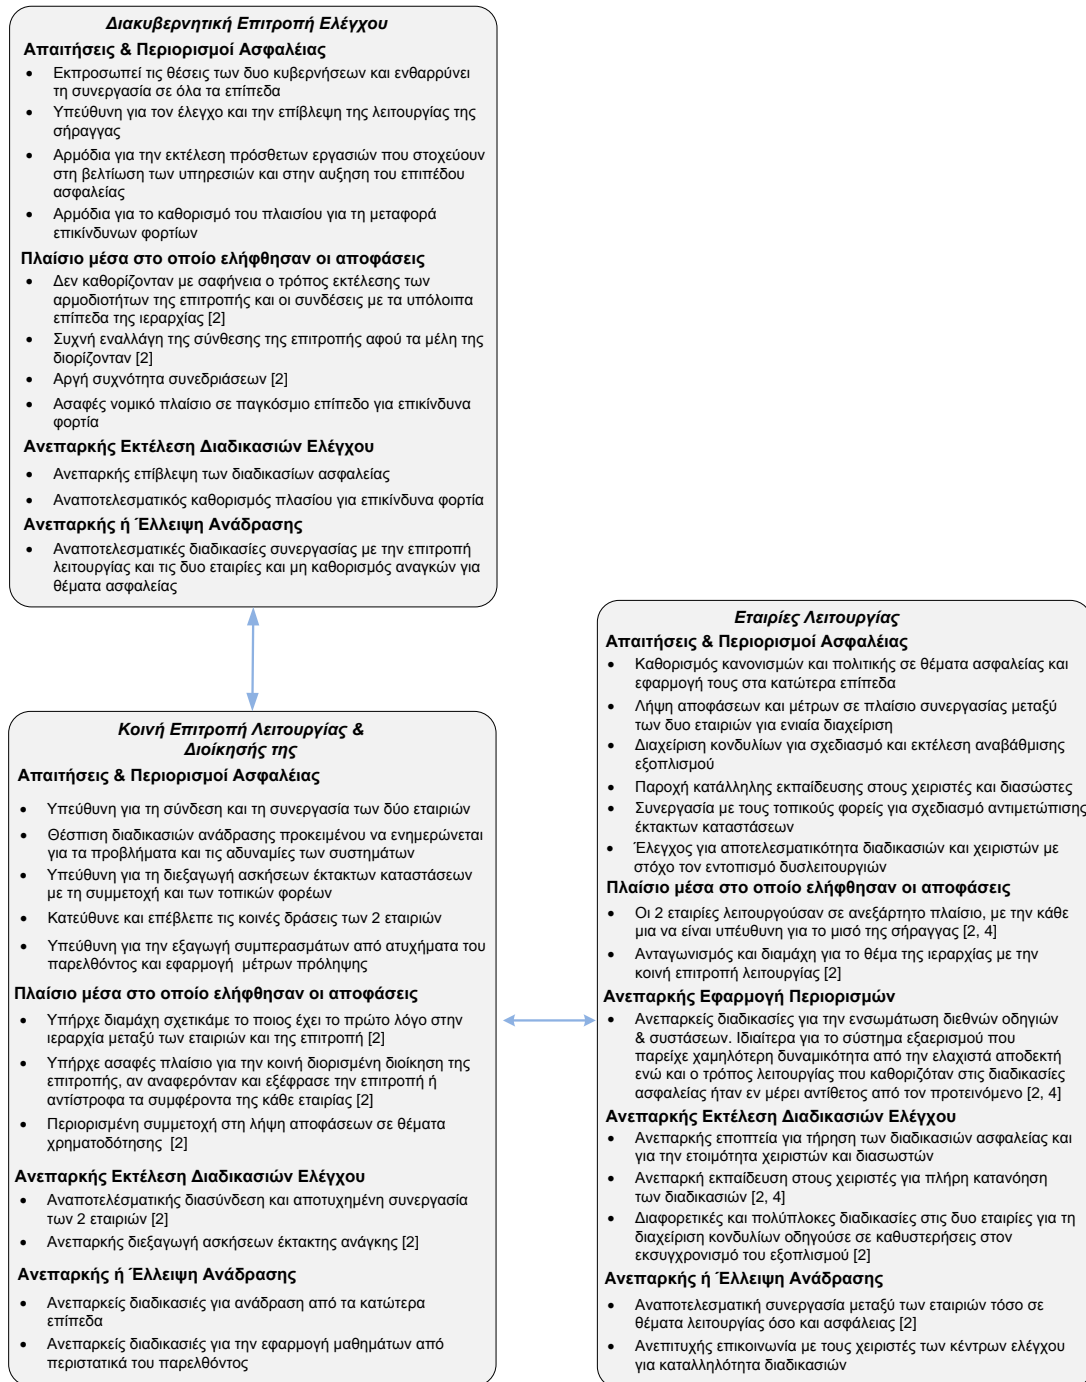 Διακυβερνητική Επιτροπή Ελέγχου
Απαιτήσεις & Περιορισμοί Ασφαλέιας
• Εκπροσωπεί τις θέσεις των δυο κυβερνήσεων και ενθαρρύνει
τη συνεργασία σε όλα τα επίπεδα
• Υπεύθυνη για τον έλεγχο και την επίβλεψη της λειτουργίας της
σήραγγας
• Αρμόδια για την εκτέλεση πρόσθετων εργασιών που στοχεύουν
στη βελτίωση των υπηρεσιών και στην αυξηση του επιπέδου
ασφαλείας
• Αρμόδια για το καθορισμό του πλαισίου για τη μεταφορά
επικίνδυνων φορτίων
Πλαίσιο μέσα στο οποίο ελήφθησαν οι αποφάσεις
• Δεν καθορίζονταν με σαφήνεια ο τρόπος εκτέλεσης των
αρμοδιοτήτων της επιτροπής και οι συνδέσεις με τα υπόλοιπα
επίπεδα της ιεραρχίας [2]
• Συχνή εναλλάγη της σύνθεσης της επιτροπής αφού τα μέλη της
διορίζονταν [2]
• Αργή συχνότητα συνεδριάσεων [2]
• Ασαφές νομικό πλαίσιο σε παγκόσμιο επίπεδο για επικίνδυνα
φορτία
Ανεπαρκής Εκτέλεση Διαδικασιών Ελέγχου
• Ανεπαρκής επίβλεψη των διαδικασίων ασφαλείας
• Αναποτελεσματικός καθορισμός πλασίου για επικίνδυνα φορτία
Ανεπαρκής ή Έλλειψη Ανάδρασης
• Αναποτελεσματικές διαδικασίες συνεργασίας με την επιτροπή
λειτουργίας και τις δυο εταιρίες και μη καθορισμός αναγκών για
θέματα ασφαλείας
Κοινή Επιτροπή Λειτουργίας &
Διοίκησής της
Απαιτήσεις & Περιορισμοί Ασφαλέιας
• Υπεύθυνη για τη σύνδεση και τη συνεργασία των δύο εταιριών
• Θέσπιση διαδικασιών ανάδρασης προκειμένου να ενημερώνεται
για τα προβλήματα και τις αδυναμίες των συστημάτων
• Υπεύθυνη για τη διεξαγωγή ασκήσεων έκτακτων καταστάσεων
με τη συμμετοχή και των τοπικών φορέων
• Κατεύθυνε και επέβλεπε τις κοινές δράσεις των 2 εταιριών
• Υπεύθυνη για την εξαγωγή συμπερασμάτων από ατυχήματα του
παρελθόντος και εφαρμογή μέτρων πρόληψης
Πλαίσιο μέσα στο οποίο ελήφθησαν οι αποφάσεις
• Υπήρχε διαμάχη σχετικάμε το ποιος έχει το πρώτο λόγο στην
ιεραρχία μεταξύ των εταιριών και της επιτροπή [2]
• Υπήρχε ασαφές πλαίσιο για την κοινή διορισμένη διοίκηση της
επιτροπής, αν αναφερόνταν και εξέφρασε την επιτροπή ή
αντίστροφα τα συμφέροντα της κάθε εταιρίας [2]
• Περιορισμένη συμμετοχή στη λήψη αποφάσεων σε θέματα
χρηματοδότησης [2]
Ανεπαρκής Εκτέλεση Διαδικασιών Ελέγχου
• Αναποτελέσματικής διασύνδεση και αποτυχημένη συνεργασία
των 2 εταιριών [2]
• Ανεπαρκής διεξαγωγή ασκήσεων έκτακτης ανάγκης [2]
Ανεπαρκής ή Έλλειψη Ανάδρασης
• Ανεπαρκείς διαδικασιές για ανάδραση από τα κατώτερα
επίπεδα
• Ανεπαρκείς διαδικασιές για την εφαρμογή μαθημάτων από
περιστατικά του παρελθόντος
Εταιρίες Λειτουργίας
Απαιτήσεις & Περιορισμοί Ασφαλέιας
• Καθορισμός κανονισμών και πολιτικής σε θέματα ασφαλείας και
εφαρμογή τους στα κατώτερα επίπεδα
• Λήψη αποφάσεων και μέτρων σε πλαίσιο συνεργασίας μεταξύ
των δυο εταιριών για ενιαία διαχείριση
• Διαχείριση κονδυλίων για σχεδιασμό και εκτέλεση αναβάθμισης
εξοπλισμού
• Παροχή κατάλληλης εκπαίδευσης στους χειριστές και διασώστες
• Συνεργασία με τους τοπικούς φορείς για σχεδιασμό αντιμετώπισης
έκτακτων καταστάσεων
• Έλεγχος για αποτελεσματικότητα διαδικασιών και χειριστών με
στόχο τον εντοπισμό δυσλειτουργιών
Πλαίσιο μέσα στο οποίο ελήφθησαν οι αποφάσεις
• Οι 2 εταιρίες λειτουργούσαν σε ανεξάρτητο πλαίσιο, με την κάθε
μια να είναι υπέυθυνη για το μισό της σήραγγας [2, 4]
• Ανταγωνισμός και διαμάχη για το θέμα της ιεραρχίας με την
κοινή επιτροπή λειτουργίας [2]
Ανεπαρκής Εφαρμογή Περιορισμών
• Ανεπαρκείς διαδικασίες για την ενσωμάτωση διεθνών οδηγιών
& συστάσεων. Ιδιαίτερα για το σύστημα εξαερισμού που
παρείχε χαμηλότερη δυναμικότητα από την ελαχιστά αποδεκτή
ενώ και ο τρόπος λειτουργίας που καθοριζόταν στις διαδικασίες
ασφαλείας ήταν εν μέρει αντίθετος από τον προτεινόμενο [2, 4]
Ανεπαρκής Εκτέλεση Διαδικασιών Ελέγχου
• Ανεπαρκής εποπτεία για τήρηση των διαδικασιών ασφαλείας και
για την ετοιμότητα χειριστών και διασωστών
• Ανεπαρκή εκπαίδευση στους χειριστές για πλήρη κατανόηση
των διαδικασιών [2, 4]
• Διαφορετικές και πολύπλοκες διαδικασίες στις δυο εταιρίες για τη
διαχείριση κονδυλίων οδηγούσε σε καθυστερήσεις στον
εκσυγχρονισμό του εξοπλισμού [2]
Ανεπαρκής ή Έλλειψη Ανάδρασης
• Αναποτελεσματική συνεργασία μεταξύ των εταιριών τόσο σε
θέματα λειτουργίας όσο και ασφάλειας [2]
• Ανεπιτυχής επικοινωνία με τους χειριστές των κέντρων ελέγχου
για καταλληλότητα διαδικασιών